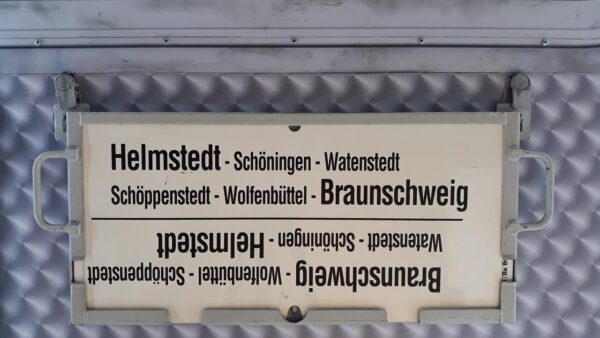 Helmstedt - Schöningen - Watenstedt
Schöppenstedt - Wolfenbüttel - Braunschweig
Braunschweig - Wolfenbüttel - Schöppenstedt
Watenstedt - Schöningen - Helmstedt